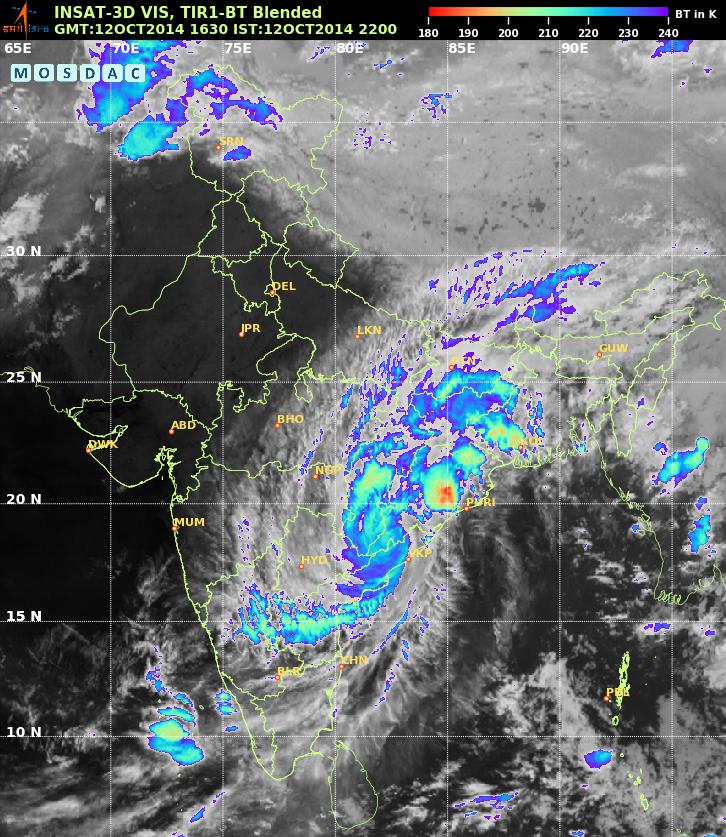 INSAT-3D VIS, TIR1-BT Blended
GMT:12OCT2014 1630 IST:12OCT2014 2200
BT in K
180 190 200 210 220 230 240
65E 70E 75E 80E 85E 90E
MOSDAC
SRN
30 N
DEL
JPR LKN
GUW
25 N
ABD BHO
DWK
NGP
20 N PURI
MUM
HYD
15 N
CHN
BLR
10 N